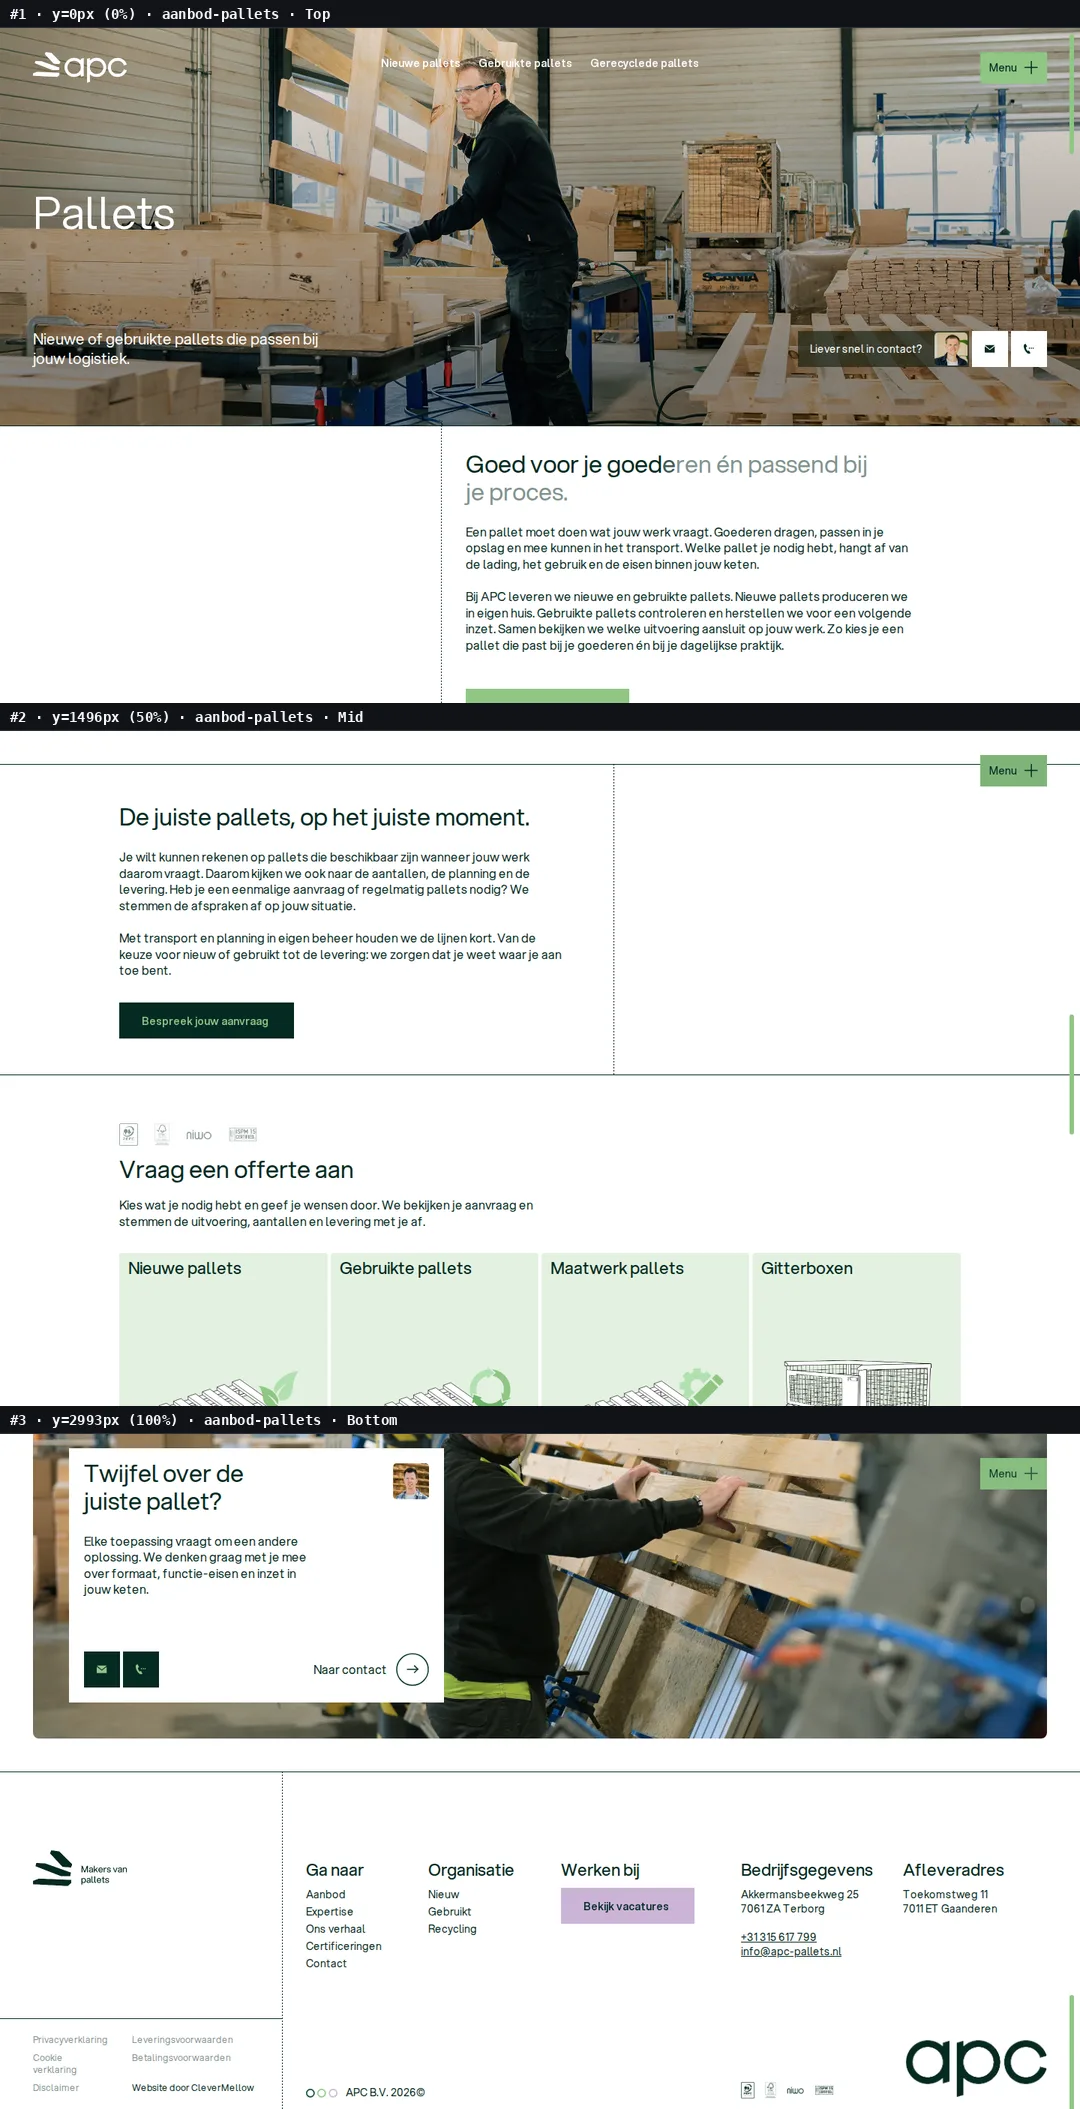 #1 · y=0px (0%) · aanbod-pallets · Top
apc
Nieuwe pallets Gebruikte pallets Gerecyclede pallets
Menu
Pallets
Nieuwe of gebruikte pallets die passen bij
jouw logistiek.
Liever snel in contact?
SCANIA
Goed voor je goederen én passend bij
je proces.
Een pallet moet doen wat jouw werk vraagt. Goederen dragen, passen in je
opslag en mee kunnen in het transport. Welke pallet je nodig hebt, hangt af van
de lading, het gebruik en de eisen binnen jouw keten.
Bij APC leveren we nieuwe en gebruikte pallets. Nieuwe pallets produceren we
in eigen huis. Gebruikte pallets controleren en herstellen we voor een volgende
inzet. Samen bekijken we welke uitvoering aansluit op jouw werk. Zo kies je een
pallet die past bij je goederen én bij je dagelijkse praktijk.
#2 · y=1496px (50%) · aanbod-pallets · Mid
Menu
De juiste pallets, op het juiste moment.
Je wilt kunnen rekenen op pallets die beschikbaar zijn wanneer jouw werk
daarom vraagt. Daarom kijken we ook naar de aantallen, de planning en de
levering. Heb je een eenmalige aanvraag of regelmatig pallets nodig? We
stemmen de afspraken af op jouw situatie.
Met transport en planning in eigen beheer houden we de lijnen kort. Van de
keuze voor nieuw of gebruikt tot de levering: we zorgen dat je weet waar je aan
toe bent.
Bespreek jouw aanvraag
niwo
Vraag een offerte aan
Kies wat je nodig hebt en geef je wensen door. We bekijken je aanvraag en
stemmen de uitvoering, aantallen en levering met je af.
Nieuwe pallets
Gebruikte pallets
Maatwerk pallets
Gitterboxen
#3 · y=2993px (100%) · aanbod-pallets · Bottom
Menu
Twijfel over de
juiste pallet?
Elke toepassing vraagt om een andere
oplossing. We denken graag met je mee
over formaat, functie-eisen en inzet in
jouw keten.
Naar contact
Makers van
pallets
Ga naar
Aanbod
Expertise
Ons verhaal
Certificeringen
Contact
Organisatie
Nieuw
Gebruikt
Recycling
Werken bij
Bekijk vacatures
Bedrijfsgegevens
Akkermansbeekweg 25
7061 ZA Terborg
+31 315 617 799
info@apc-pallets.nl
Afleveradres
Toekomstweg 11
7011 ET Gaanderen
Privacyverklaring
Cookie
verklaring
Disclaimer
Leveringsvoorwaarden
Betalingsvoorwaarden
Website door CleverMellow
APC B.V. 2026©
niwo
apc